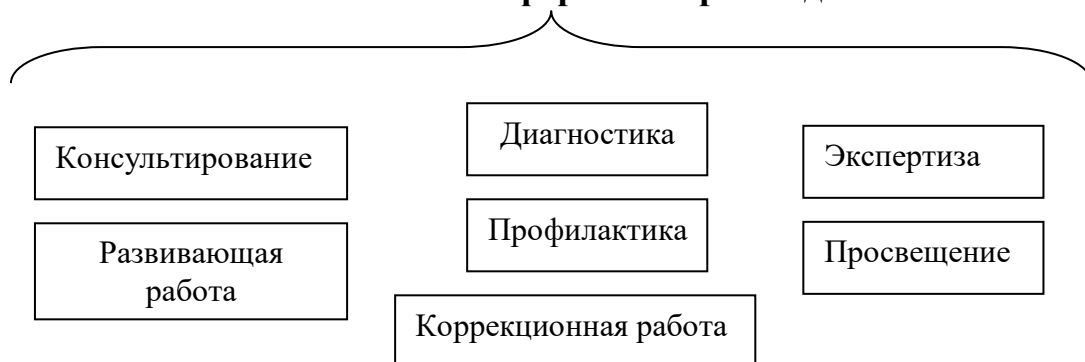 Консультирование
Развивающая
работа
Диагностика
Профилактика
Коррекционная работа
Экспертиза
Просвещение